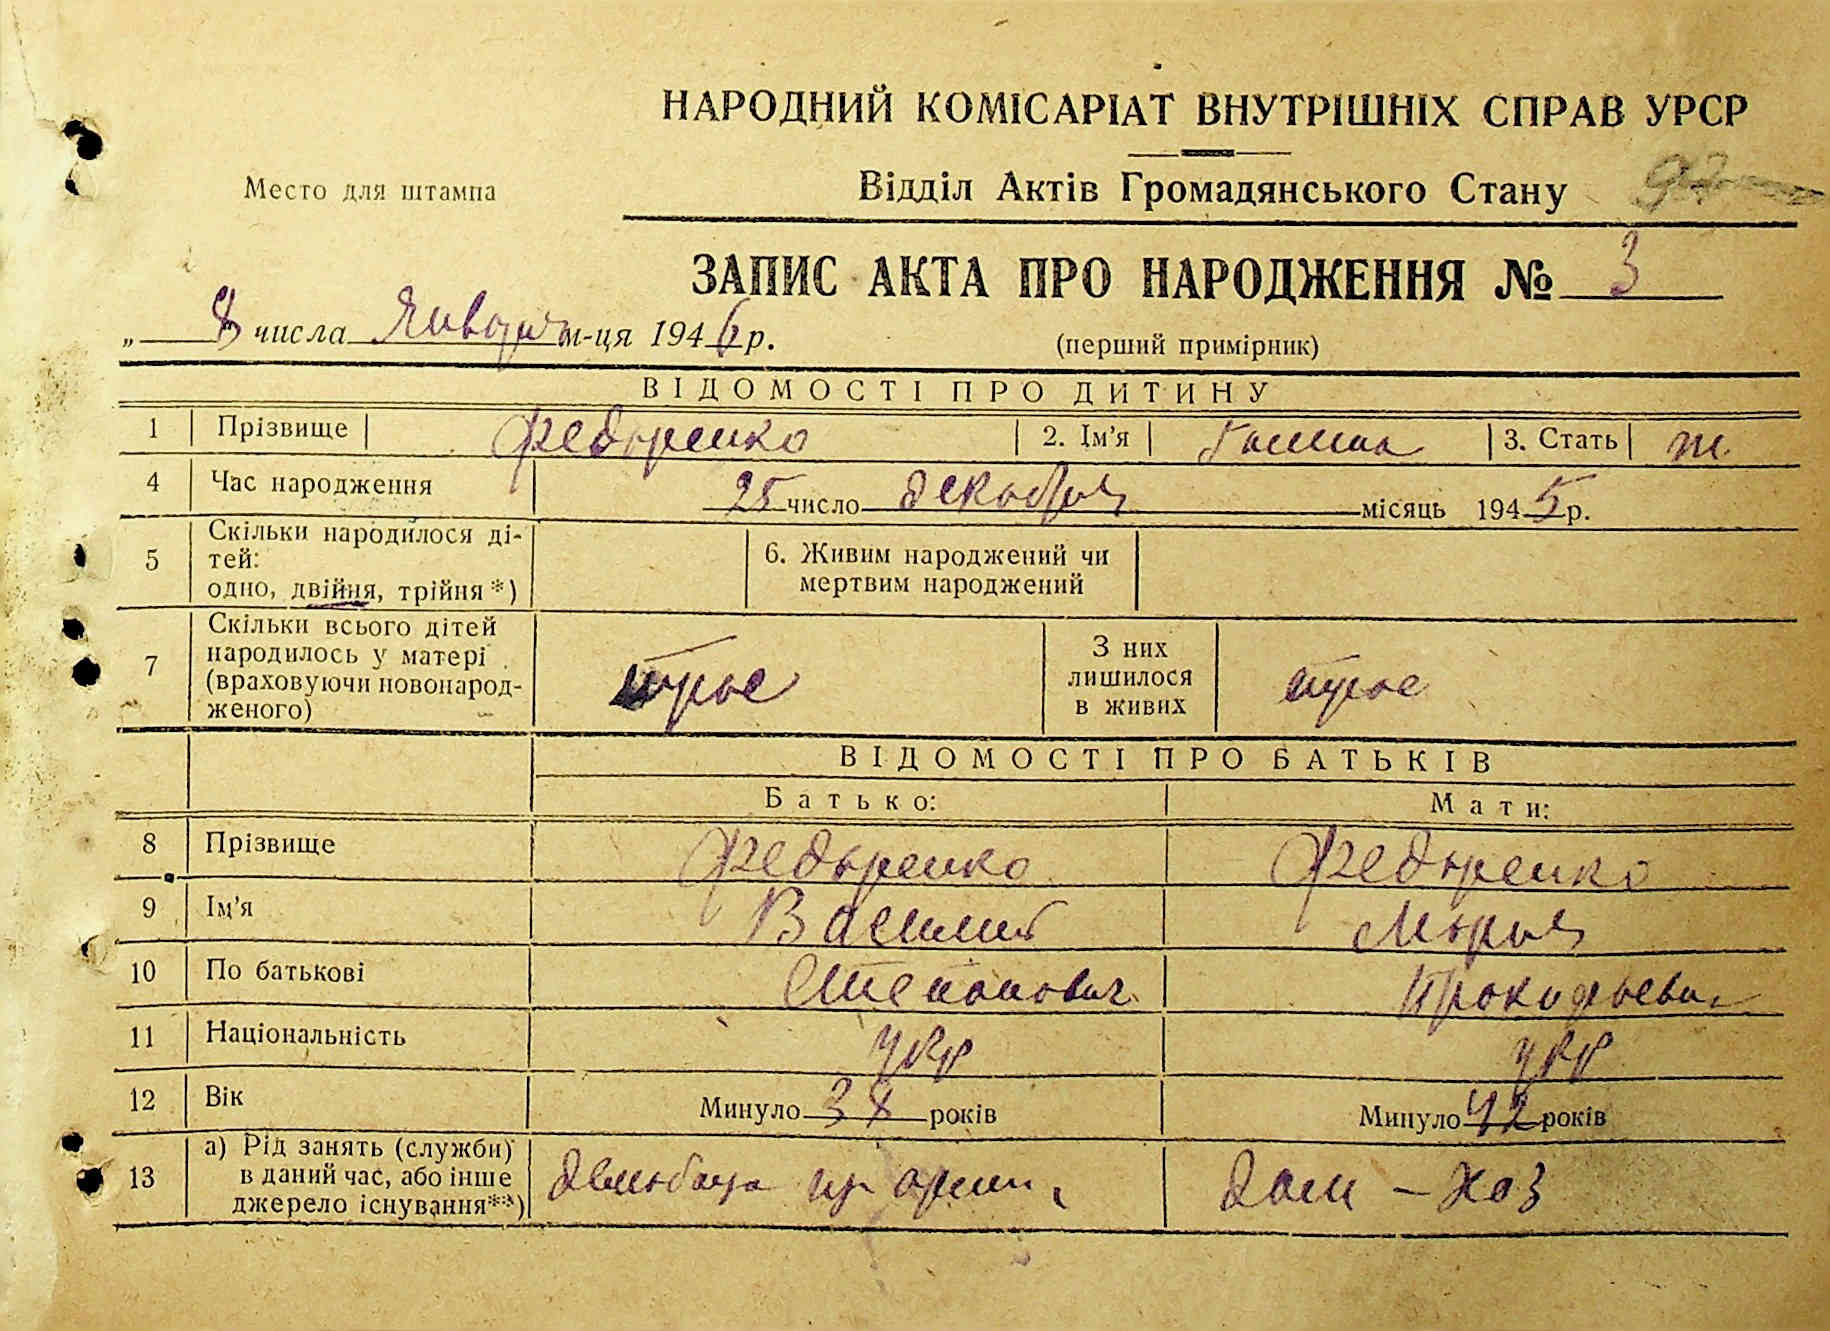 НАРОДНИЙ КОМІСАРІАТ ВНУТРІШНІХ СПРАВ УРСР
Место для штампа
Відділ Актів Громадянського Стану
97
ЗАПИС АКТА ПРО НАРОДЖЕННЯ № 3
„ 8 числа Января м-ця 1946 р.
(перший примірник)
ВІДОМОСТІ ПРО ДИТИНУ
1 Прізвище Федоренко 2. Ім'я Галина 3. Стать ж.
4 Час народження 25 число декабря місяць 1945 р.
5 Скільки народилося ді-
тей:
одно, двійня, трійня *)
6. Живим народжений чи
мертвим народжений
7 Скільки всього дітей
народилось у матері
(враховуючи новонарод-
женого)
трое
З них
лишилося
в живих
трое
ВІДОМОСТІ ПРО БАТЬКІВ
Батько: Мати:
8 Прізвище Федоренко Федоренко
9 Ім'я Василий Марья
10 По батькові Степанович Прокофьевн
11 Національність укр укр
12 Вік Минуло 38 років Минуло 42 років
13 а) Рід занять (служби)
в даний час, або інше
джерело існування**)
армии
дом - хоз